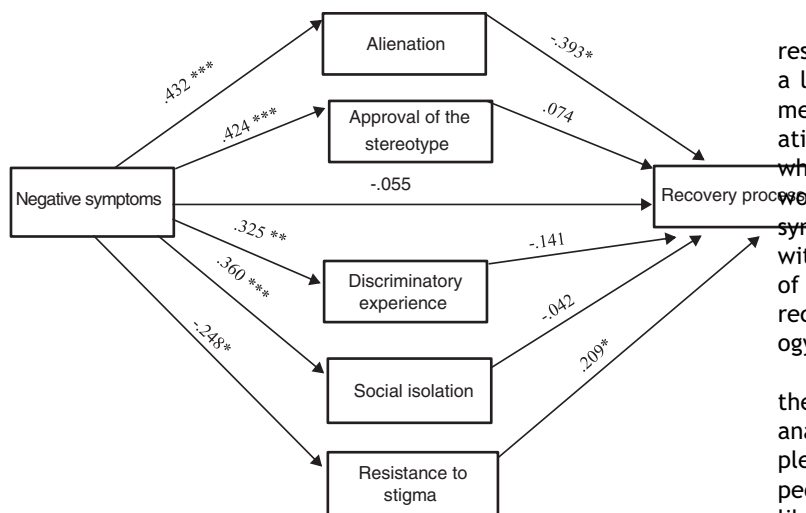 Alienation
-.393*
.432 ***
Approval of the
stereotype
.424 ***
.074
Negative symptoms
-.055
Recovery process
.325 **
-.141
Discriminatory
experience
.360 ***
-.042
Social isolation
-.248*
.209*
Resistance to
stigma
res
a l
me
ati
wh
wo
syn
wit
of
rec
ogy
the
ana
ple
pec